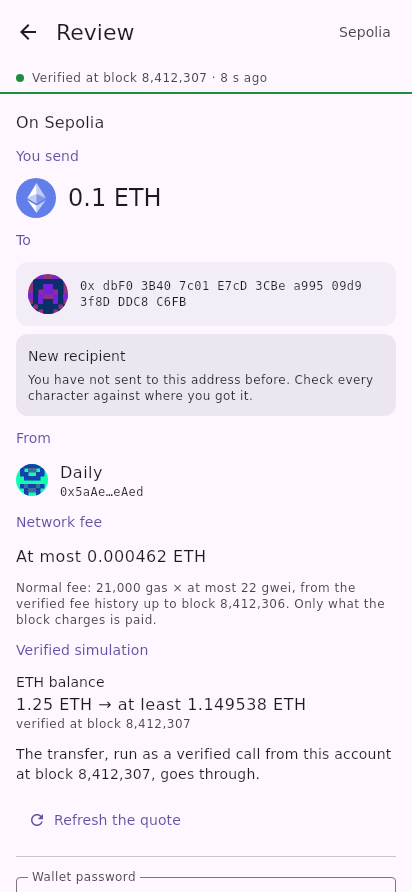 Review
Sepolia
Verified at block 8,412,307 · 8 s ago
On Sepolia
You send
0.1 ETH
To
0x dbF0 3B40 7c01 E7cD 3CBe a995 09d9
3f8D DDC8 C6FB
New recipient
You have not sent to this address before. Check every
character against where you got it.
From
Daily
0x5aAe…eAed
Network fee
At most 0.000462 ETH
Normal fee: 21,000 gas × at most 22 gwei, from the
verified fee history up to block 8,412,306. Only what the
block charges is paid.
Verified simulation
ETH balance
1.25 ETH → at least 1.149538 ETH
verified at block 8,412,307
The transfer, run as a verified call from this account
at block 8,412,307, goes through.
Refresh the quote
Wallet password